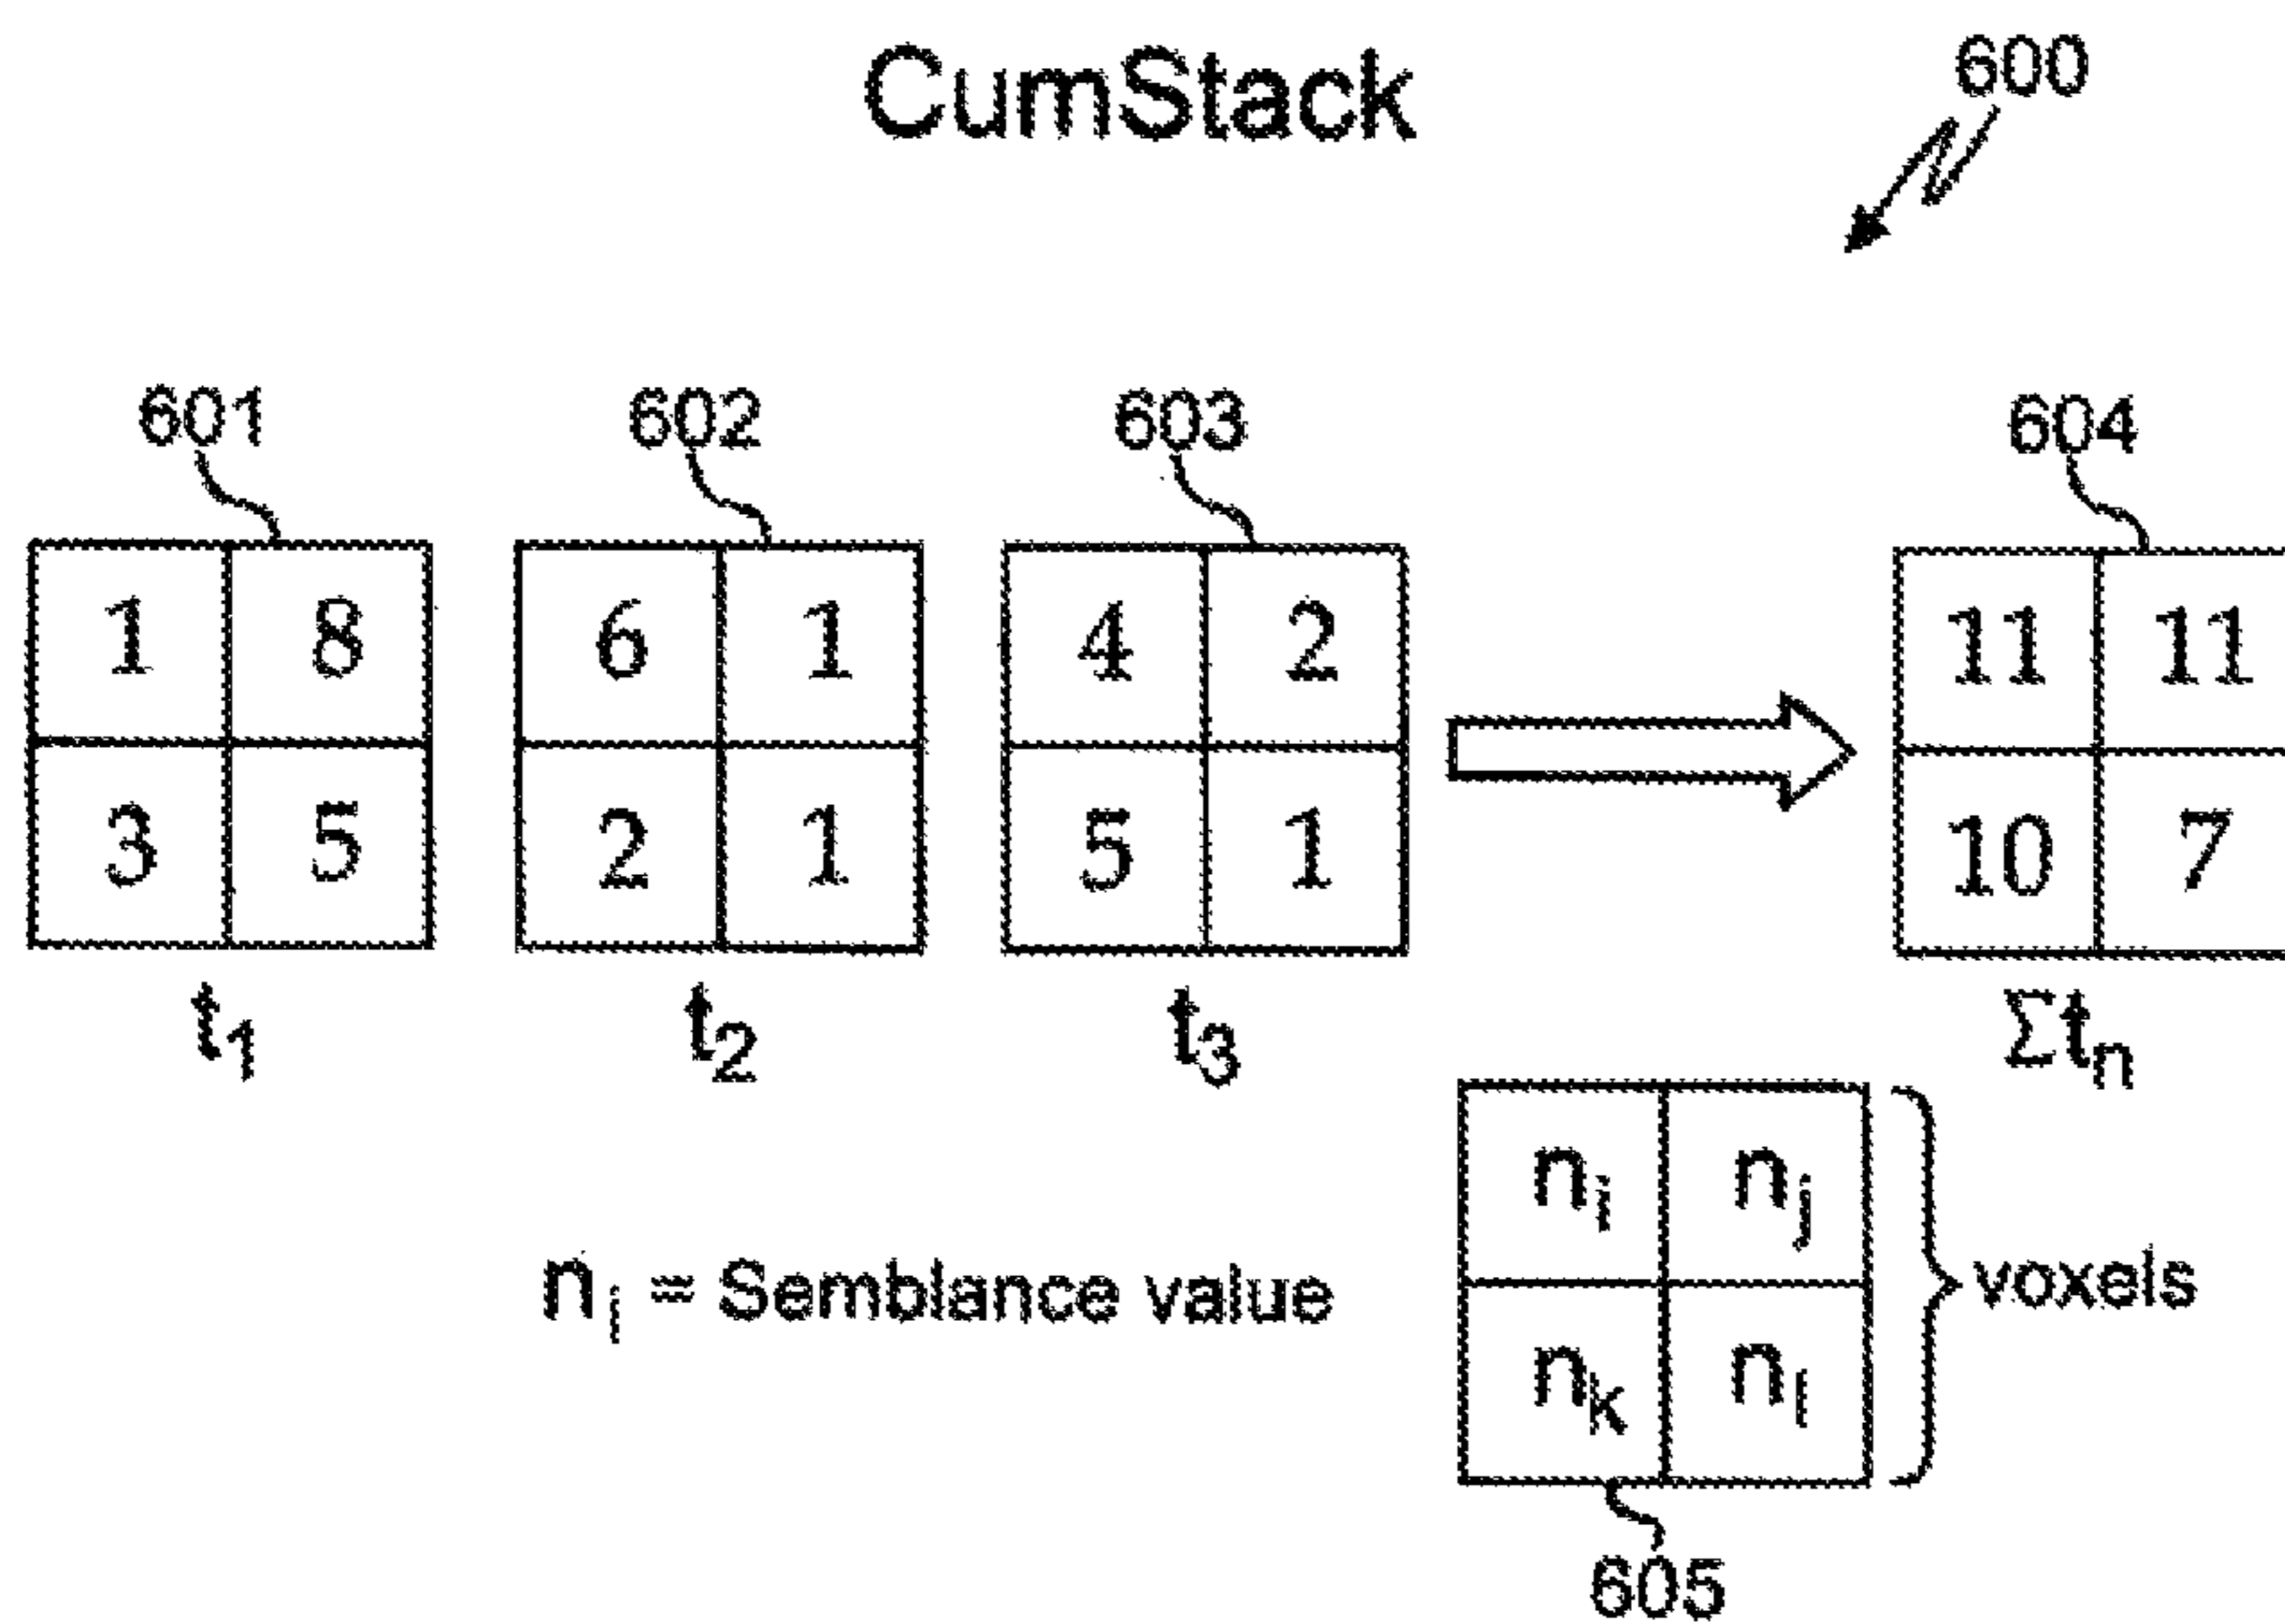 CumStack
600
601 602 603 604
1 8 6 1 4 2 11 11
3 5 2 1 5 1 10 7
t1 t2 t3 Σtn
ni nj
ni = Semblance value
voxels
nk nl
605